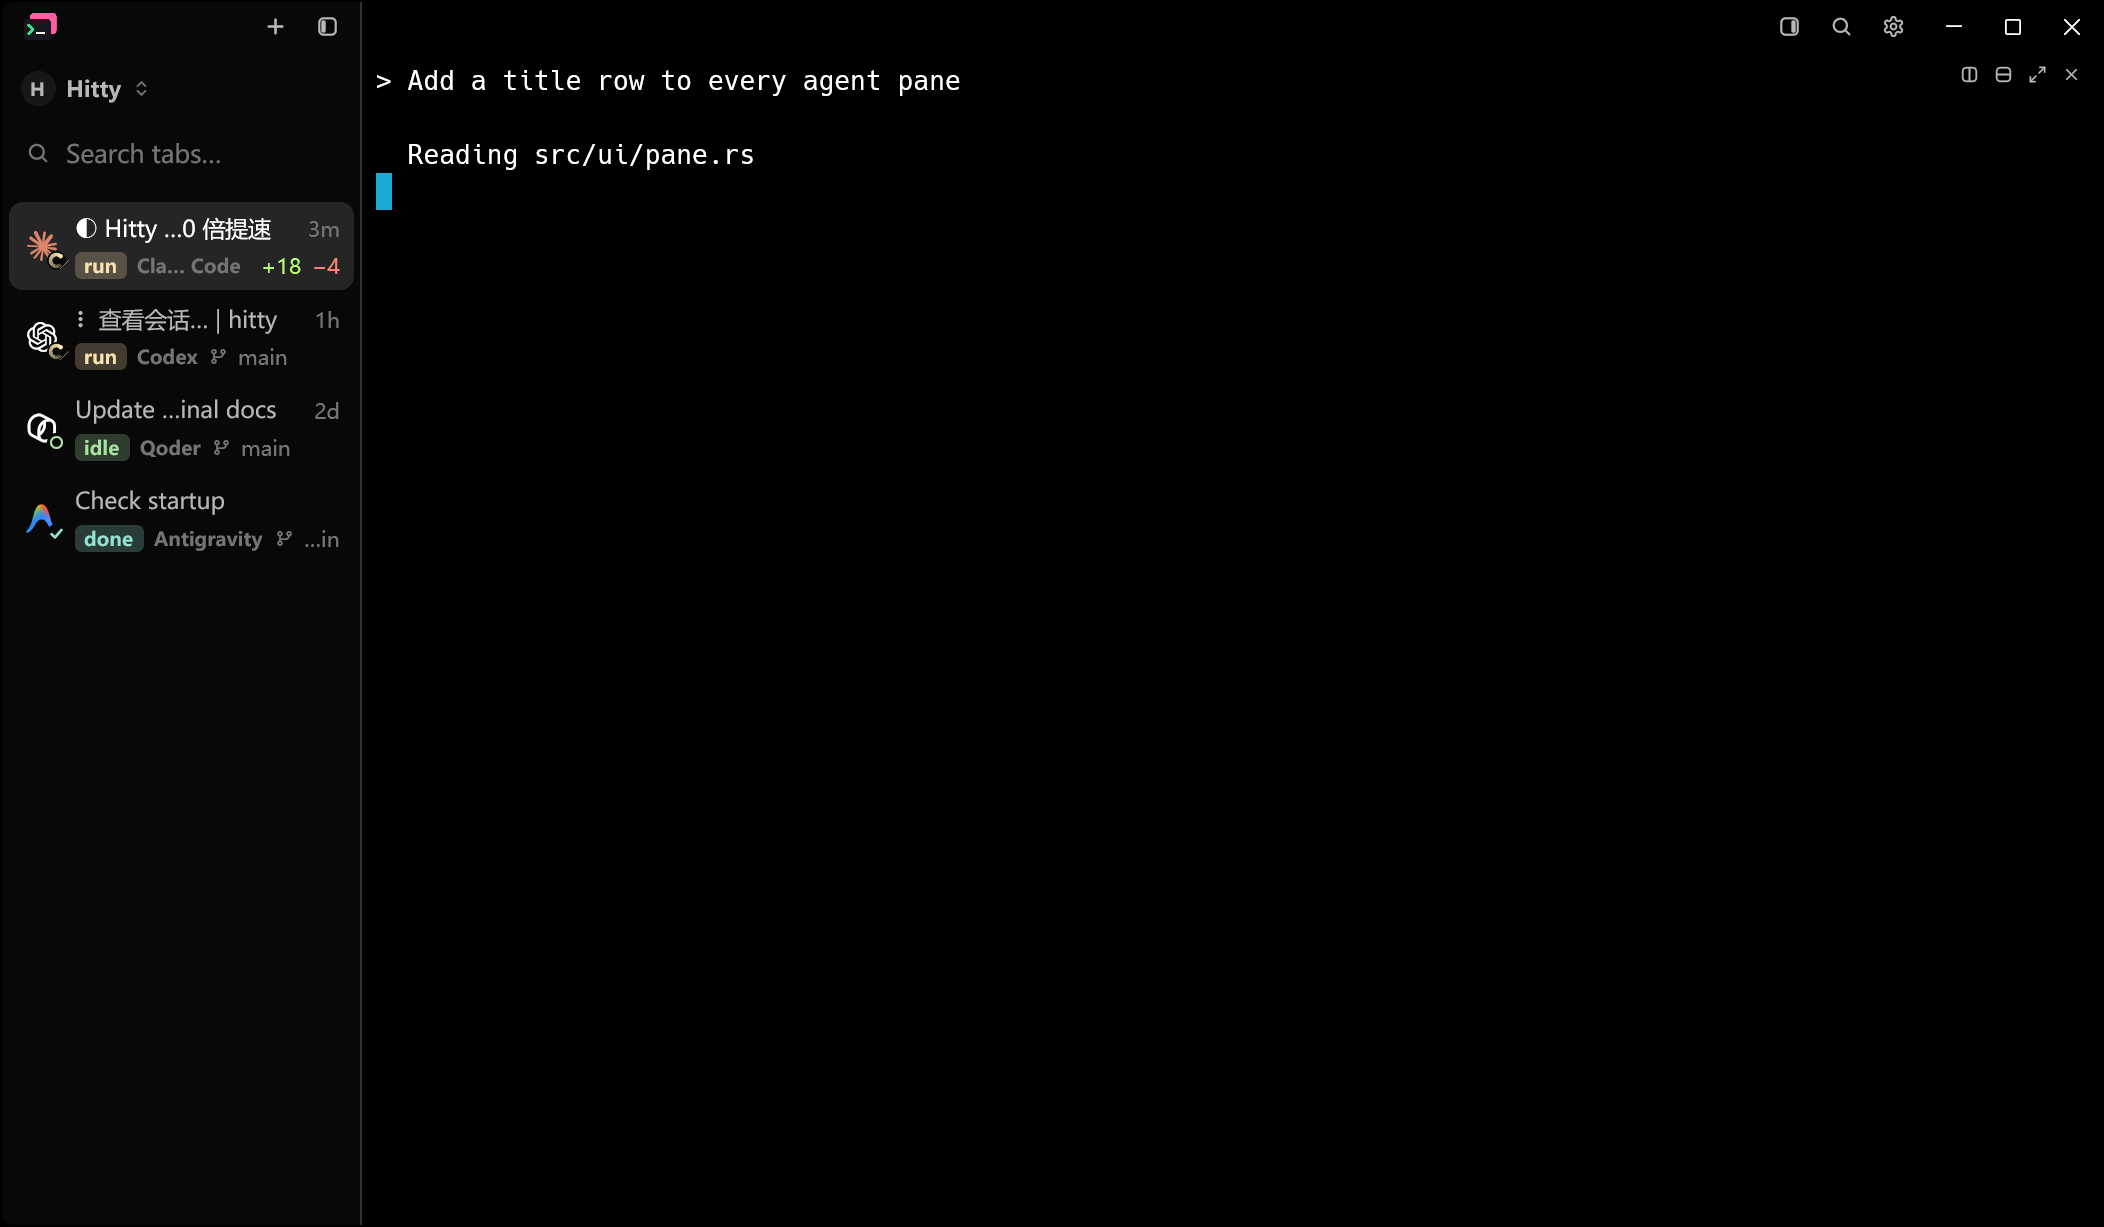 H Hitty
Search tabs...
Hitty ...0 倍提速 3m
run Cla... Code +18 −4
查看会话... | hitty 1h
run Codex main
Update ...inal docs 2d
idle Qoder main
Check startup
done Antigravity ...in
> Add a title row to every agent pane
Reading src/ui/pane.rs